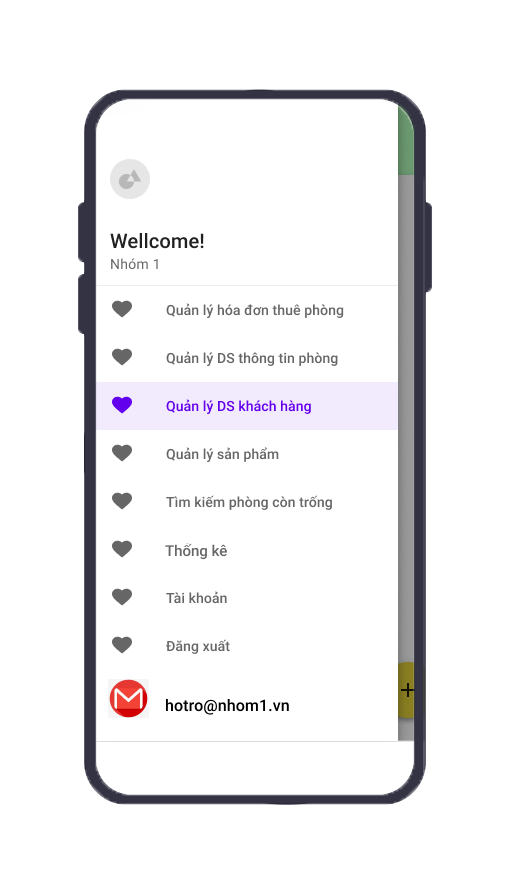 Wellcome!
Nhóm 1
Quản lý hóa đơn thuê phòng
Quản lý DS thông tin phòng
Quản lý DS khách hàng
Quản lý sản phẩm
Tìm kiếm phòng còn trống
Thống kê
Tài khoản
Đăng xuất
hotro@nhom1.vn